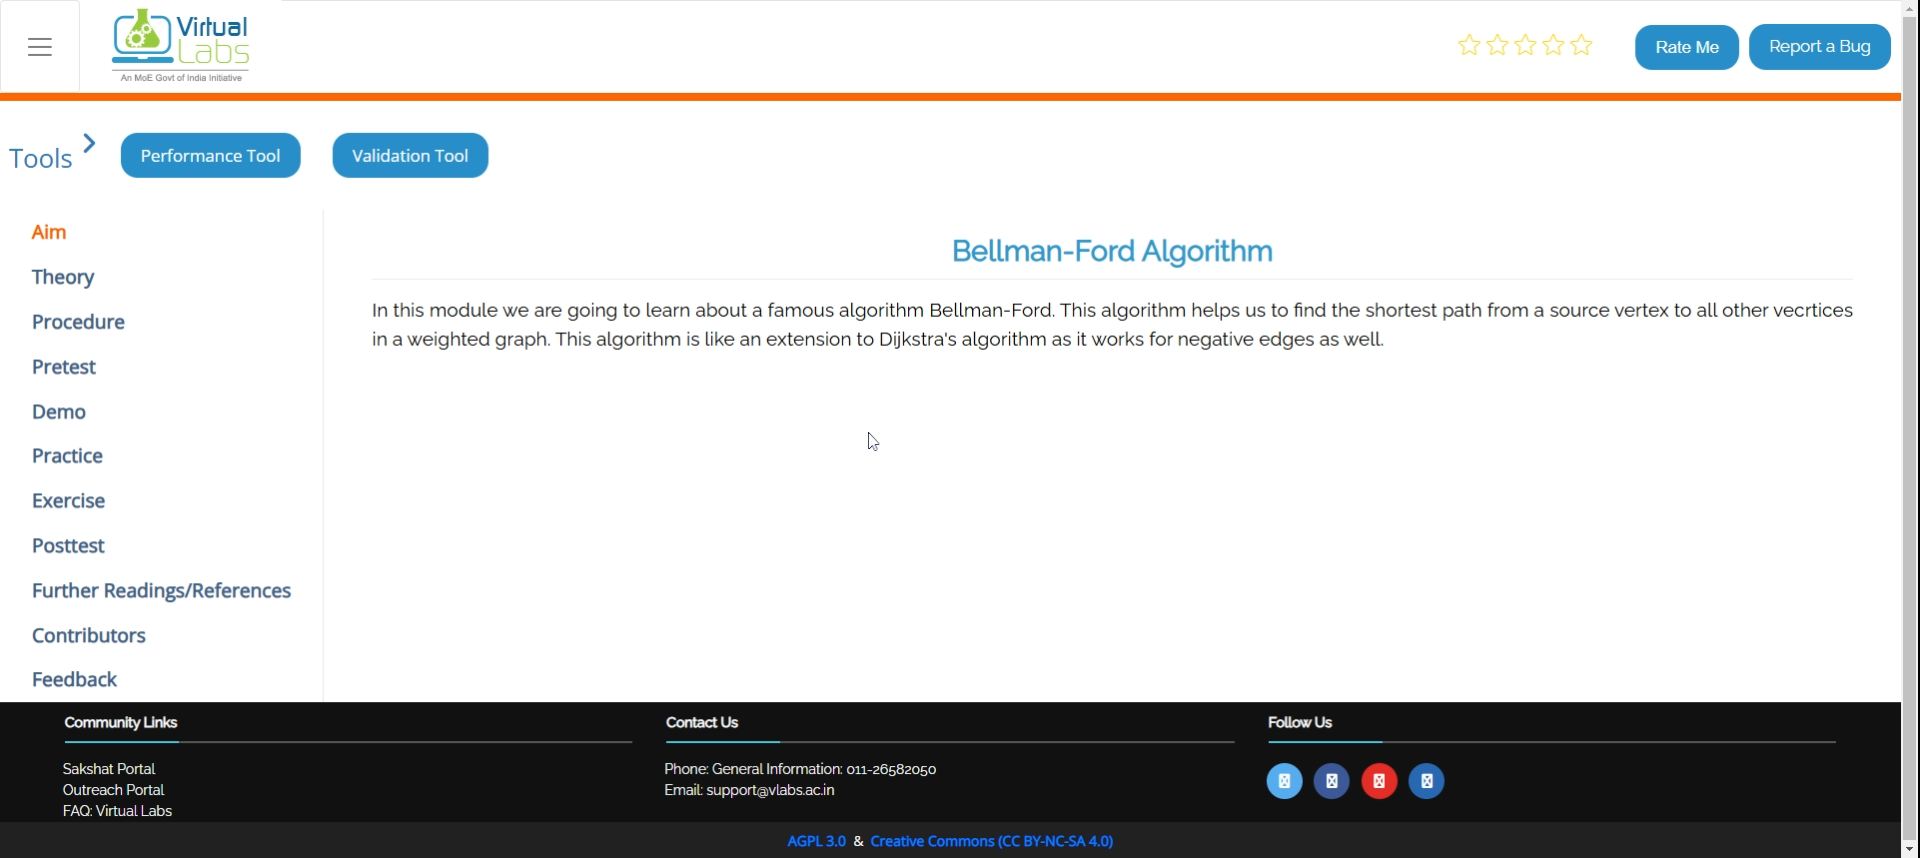 Virtual
Labs
An MoE Govt of India Initiative
Rate Me
Report a Bug
Tools
Performance Tool
Validation Tool
Aim
Theory
Procedure
Pretest
Demo
Practice
Exercise
Posttest
Further Readings/References
Contributors
Feedback
Bellman-Ford Algorithm
In this module we are going to learn about a famous algorithm Bellman-Ford. This algorithm helps us to find the shortest path from a source vertex to all other vecrtices
in a weighted graph. This algorithm is like an extension to Dijkstra's algorithm as it works for negative edges as well.
Community Links
Sakshat Portal
Outreach Portal
FAQ: Virtual Labs
Contact Us
Phone: General Information: 011-26582050
Email: support@vlabs.ac.in
Follow Us
AGPL 3.0 & Creative Commons (CC BY-NC-SA 4.0)